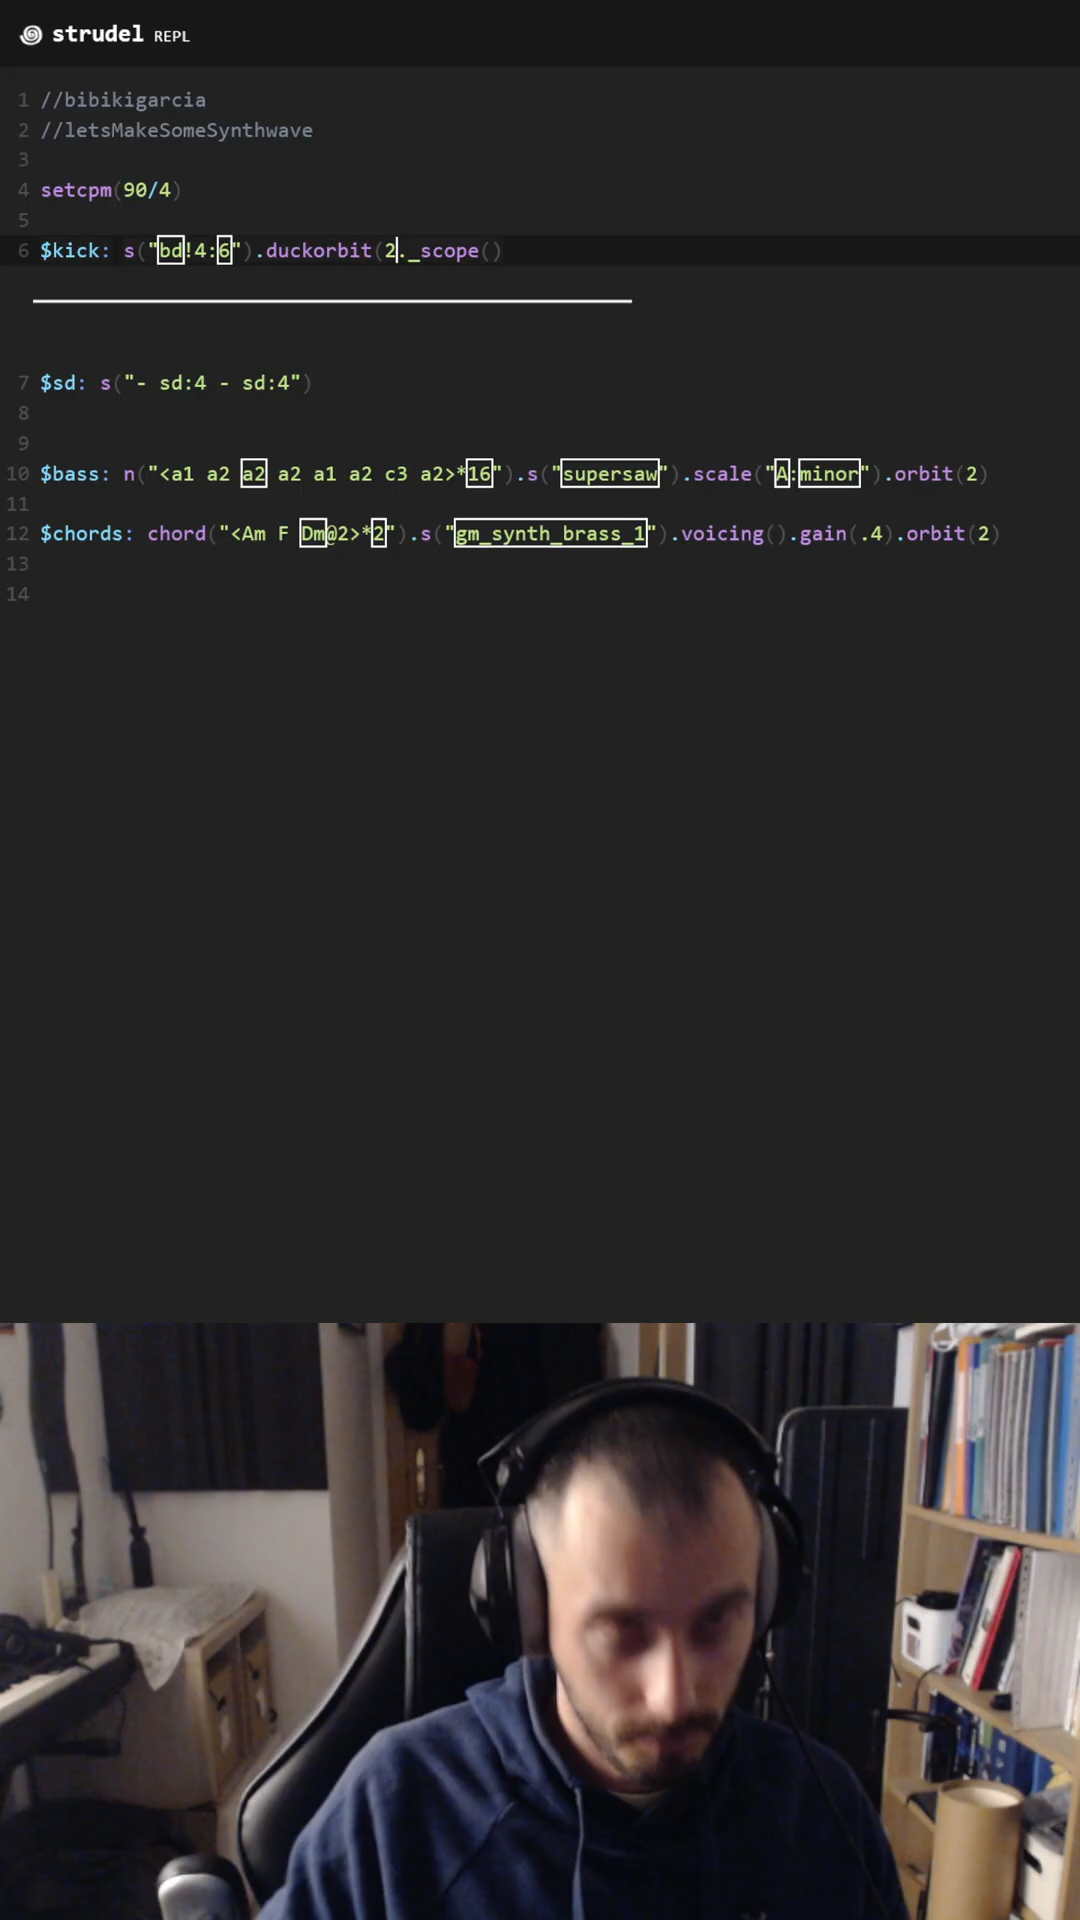 strudel REPL
1 //bibikigarcia
2 //letsMakeSomeSynthwave
3
4 setcpm(90/4)
5
6 $kick: s("bd!4:6").duckorbit(2._scope()
7 $sd: s("- sd:4 - sd:4")
8
9
10 $bass: n("<a1 a2 a2 a2 a1 a2 c3 a2>*16").s("supersaw").scale("A:minor").orbit(2)
11
12 $chords: chord("<Am F Dm@2>*2").s("gm_synth_brass_1").voicing().gain(.4).orbit(2)
13
14